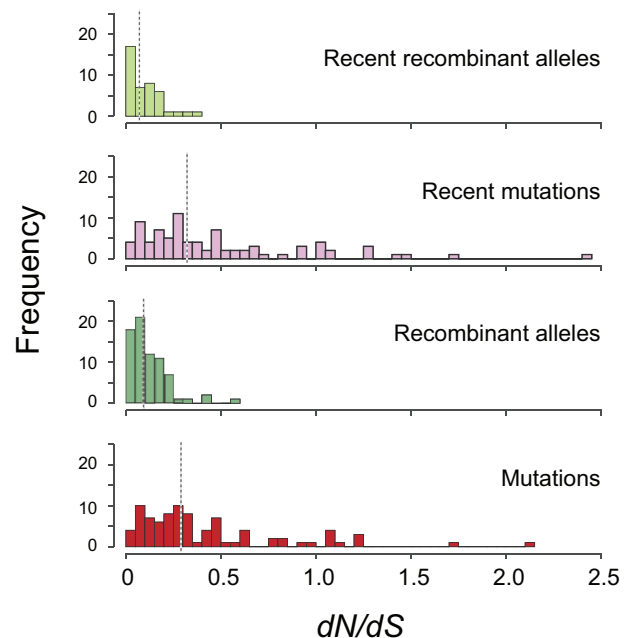 Frequency
20
10
0
Recent recombinant alleles
20
10
0
Recent mutations
20
10
0
Recombinant alleles
20
10
0
Mutations
0 0.5 1.0 1.5 2.0 2.5
dN/dS